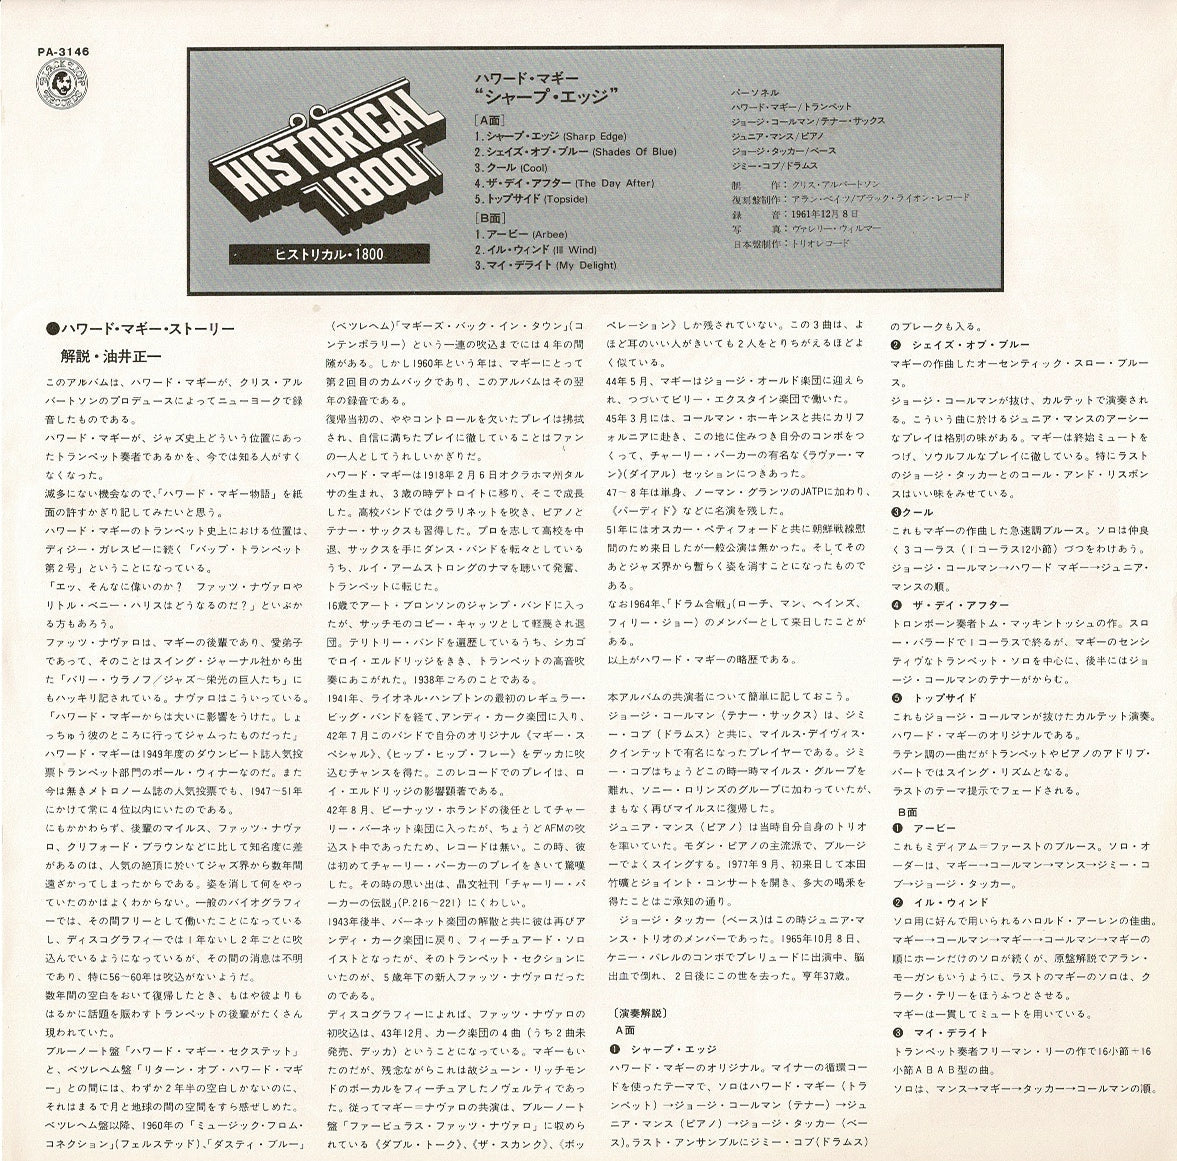 PA-3146
BLACK LION
RECORDS
HISTORICAL
1800
ヒストリカル・1800
ハワード・マギー
“シャープ・エッジ”
[A面]
1.シャープ・エッジ (Sharp Edge)
2.シェイズ・オブ・ブルー (Shades Of Blue)
3.クール (Cool)
4.ザ・デイ・アフター (The Day After)
5.トップサイド (Topside)
[B面]
1.アービー (Arbee)
2.イル・ウィンド (Ill Wind)
3.マイ・デライト (My Delight)
パーソネル
ハワード・マギー/トランペット
ジョージ・コールマン/テナー・サックス
ジュニア・マンス/ピアノ
ジョージ・タッカー/ベース
ジミー・コブ/ドラムス
制作：クリス・アルバートソン
復刻盤制作：アラン・ベイツ/ブラック・ライオン・レコード
録音：1961年12月8日
写真：ヴァレリー・ウィルマー
日本盤制作：トリオレコード
●ハワード・マギー・ストーリー
解説・油井正一
このアルバムは、ハワード・マギーが、クリス・アル
バートソンのプロデュースによってニューヨークで録
音したものである。
ハワード・マギーが、ジャズ史上どういう位置にあっ
たトランペット奏者であるかを、今では知る人がすく
なくなった。
滅多にない機会なので、「ハワード・マギー物語」を紙
面の許すかぎり記してみたいと思う。
ハワード・マギーのトランペット史上における位置は、
ディジー・ガレスピーに続く「バップ・トランペット
第2号」ということになっている。
「エッ、そんなに偉いのか？　ファッツ・ナヴァロや
リトル・ベニー・ハリスはどうなるのだ？」といぶか
る方もあろう。
ファッツ・ナヴァロは、マギーの後輩であり、愛弟子
であって、そのことはスイング・ジャーナル社から出
た「バリー・ウラノフ/ジャズ～栄光の巨人たち」に
もハッキリ記されている。ナヴァロはこういっている。
「ハワード・マギーからは大いに影響をうけた。しょ
っちゅう彼のところに行ってジャムったものだった」
ハワード・マギーは1949年度のダウンビート誌人気投
票トランペット部門のポール・ウィナーなのだ。また
今は無きメトロノーム誌の人気投票でも、1947～51年
にかけて常に4位以内にいたのである。
にもかかわらず、後輩のマイルス、ファッツ・ナヴァ
ロ、クリフォード・ブラウンなどに比して知名度に差
があるのは、人気の絶頂に於いてジャズ界から数年間
遠ざかってしまったからである。姿を消して何をやっ
ていたのかはよくわからない。一般のバイオグラフィ
ーでは、その間フリーとして働いたことになっている
し、ディスコグラフィーでは1年ないし2年ごとに吹
込んでいるようになっているが、その間の消息は不明
であり、特に56～60年は吹込がないようだ。
数年間の空白をおいて復帰したとき、もはや彼よりも
はるかに話題を賑わすトランペットの後輩がたくさん
現われていた。
ブルーノート盤「ハワード・マギー・セクステット」
と、ベツレヘム盤「リターン・オブ・ハワード・マギ
ー」との間には、わずか2年半の空白しかないのに、
それはまるで月と地球の間の空間をすら感ぜしめた。
ベツレヘム盤以降、1960年の「ミュージック・フロム・
コネクション」(フェルステッド)、「ダスティ・ブルー」
(ベツレヘム)「マギーズ・バック・イン・タウン」(コ
ンテンポラリー) という一連の吹込までには4年の間
隙がある。しかし1960年という年は、マギーにとって
第2回目のカムバックであり、このアルバムはその翌
年の録音である。
復帰当初の、ややコントロールを欠いたプレイは拂拭
され、自信に満ちたプレイに徹していることはファン
の一人としてうれしいかぎりだ。
ハワード・マギーは1918年2月6日オクラホマ州タル
サの生まれ、3歳の時デトロイトに移り、そこで成長
した。高校バンドではクラリネットを吹き、ピアノと
テナー・サックスも習得した。プロを志して高校を中
退、サックスを手にダンス・バンドを転々としている
うち、ルイ・アームストロングのナマを聴いて発奮、
トランペットに転じた。
16歳でアート・ブロンソンのジャンプ・バンドに入っ
たが、サッチモのコピー・キャッツとして軽蔑され退
団。テリトリー・バンドを遍歴しているうち、シカゴ
でロイ・エルドリッジをきき、トランペットの高音吹
奏にあこがれた。1938年ごろのことである。
1941年、ライオネル・ハンプトンの最初のレギュラー・
ビッグ・バンドを経て、アンディ・カーク楽団に入り、
42年7月このバンドで自分のオリジナル《マギー・ス
ペシャル》、《ヒップ・ヒップ・フレー》をデッカに吹
込むチャンスを得た。このレコードでのプレイは、ロ
イ・エルドリッジの影響顕著である。
42年8月、ピーナッツ・ホランドの後任としてチャー
リー・バーネット楽団に入ったが、ちょうどAFMの吹
込スト中であったため、レコードは無い。この時、彼
は初めてチャーリー・パーカーのプレイをきいて驚嘆
した。その時の思い出は、晶文社刊「チャーリー・パ
ーカーの伝説」(P.216～221) にくわしい。
1943年後半、バーネット楽団の解散と共に彼は再びア
ンディ・カーク楽団に戻り、フィーチュアード・ソロ
イストとなったが、そのトランペット・セクションに
いたのが、5歳年下の新人ファッツ・ナヴァロだった
のである。
ディスコグラフィーによれば、ファッツ・ナヴァロの
初吹込は、43年12月、カーク楽団の4曲 (うち2曲未
発売、デッカ) ということになっている。マギーもい
たのだが、残念ながらこれは故ジューン・リッチモン
ドのボーカルをフィーチュアしたノヴェルティであっ
た。従ってマギー＝ナヴァロの共演は、ブルーノート
盤「ファービュラス・ファッツ・ナヴァロ」に収めら
れている《ダブル・トーク》、《ザ・スカンク》、《ボッ
ペレーション》しか残されていない。この3曲は、よ
ほど耳のいい人がきいても2人をとりちがえるほどよ
く似ている。
44年5月、マギーはジョージ・オールド楽団に迎えら
れ、つづいてビリー・エクスタイン楽団で働いた。
45年3月には、コールマン・ホーキンスと共にカリフ
ォルニアに赴き、この地に住みつき自分のコンボをつ
くって、チャーリー・パーカーの有名な《ラヴァー・マ
ン》(ダイアル) セッションにつきあった。
47～8年は単身、ノーマン・グランツのJATPに加わり、
《パーディド》などに名演を残した。
51年にはオスカー・ペティフォードと共に朝鮮戦線慰
問のため来日したが一般公演は無かった。そしてその
あとジャズ界から暫らく姿を消すことになったもので
ある。
なお1964年、「ドラム合戦」(ローチ、マン、ヘインズ、
フィリー・ジョー) のメンバーとして来日したことが
ある。
以上がハワード・マギーの略歴である。
本アルバムの共演者について簡単に記しておこう。
ジョージ・コールマン (テナー・サックス) は、ジミ
ー・コブ (ドラムス) と共に、マイルス・デイヴィス・
クインテットで有名になったプレイヤーである。ジミ
ー・コブはちょうどこの時一時マイルス・グループを
離れ、ソニー・ロリンズのグループに加わっていたが、
まもなく再びマイルスに復帰した。
ジュニア・マンス (ピアノ) は当時自分自身のトリオ
を率いていた。モダン・ピアノの主流派で、ブルージ
ーでよくスイングする。1977年9月、初来日して本田
竹曠とジョイント・コンサートを開き、多大の喝釆を
得たことはご承知の通り。
ジョージ・タッカー (ベース) はこの時ジュニア・マ
ンス・トリオのメンバーであった。1965年10月8日、
ケニー・バレルのコンボでプレリュードに出演中、脳
出血で倒れ、2日後にこの世を去った。亨年37歳。
〔演奏解説〕
A面
❶ シャープ・エッジ
ハワード・マギーのオリジナル。マイナーの循環コー
ドを使ったテーマで、ソロはハワード・マギー (トラ
ンペット) →ジョージ・コールマン (テナー) →ジュ
ニア・マンス (ピアノ) →ジョージ・タッカー (ベー
ス)。ラスト・アンサンブルにジミー・コブ(ドラムス)
のブレークも入る。
❷ シェイズ・オブ・ブルー
マギーの作曲したオーセンティック・スロー・ブルー
ス。
ジョージ・コールマンが抜け、カルテットで演奏され
る。こういう曲に於けるジュニア・マンスのアーシー
なプレイは格別の味がある。マギーは終始ミュートを
つけ、ソウルフルなプレイに徹している。特にラスト
のジョージ・タッカーとのコール・アンド・リスポン
スはいい味をみせている。
❸クール
これもマギーの作曲した急速調ブルース。ソロは仲良
く3コーラス (1コーラス12小節) づつをわけあう。
ジョージ・コールマン→ハワード マギー→ジュニア・
マンスの順。
❹ ザ・デイ・アフター
トロンボーン奏者トム・マッキントッシュの作。スロ
ー・バラードで1コーラスで終るが、マギーのセンシ
ティヴなトランペット・ソロを中心に、後半にはジョ
ージ・コールマンのテナーがからむ。
❺ トップサイド
これもジョージ・コールマンが抜けたカルテット演奏。
ハワード・マギーのオリジナルである。
ラテン調の一曲だがトランペットやピアノのアドリブ・
パートではスイング・リズムとなる。
ラストのテーマ提示でフェードされる。
B面
❶ アービー
これもミディアム＝ファーストのブルース。ソロ・オ
ーダーは、マギー→コールマン→マンス→ジミー・コ
ブ→ジョージ・タッカー。
❷ イル・ウィンド
ソロ用に好んで用いられるハロルド・アーレンの佳曲。
マギー→コールマン→マギー→コールマン→マギーの
順にホーンだけのソロが続くが、原盤解説でアラン・
モーガンもいうように、ラストのマギーのソロは、ク
ラーク・テリーをほうふつとさせる。
マギーは一貫してミュートを用いている。
❸ マイ・デライト
トランペット奏者フリーマン・リーの作で16小節＋16
小節ABAB型の曲。
ソロは、マンス→マギー→タッカー→コールマンの順。